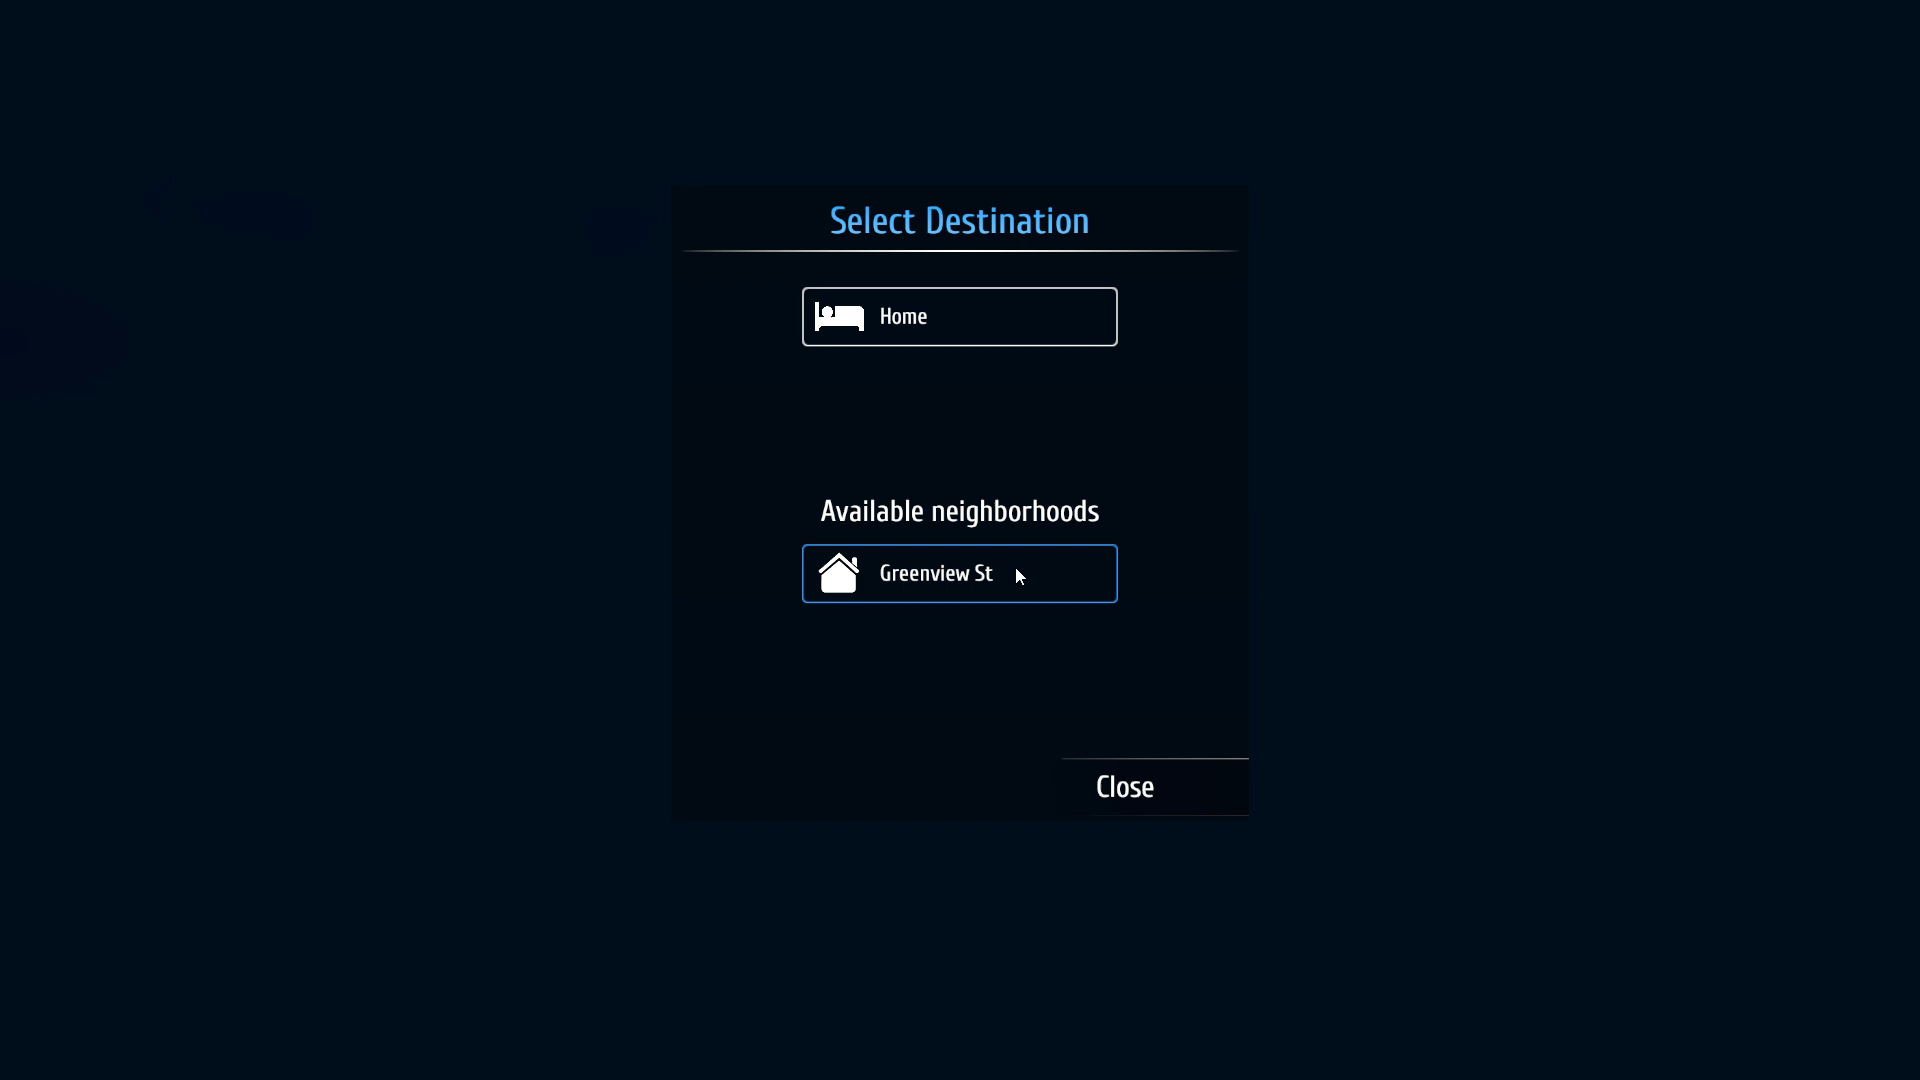 Select Destination
Home
Available neighborhoods
Greenview St
Close